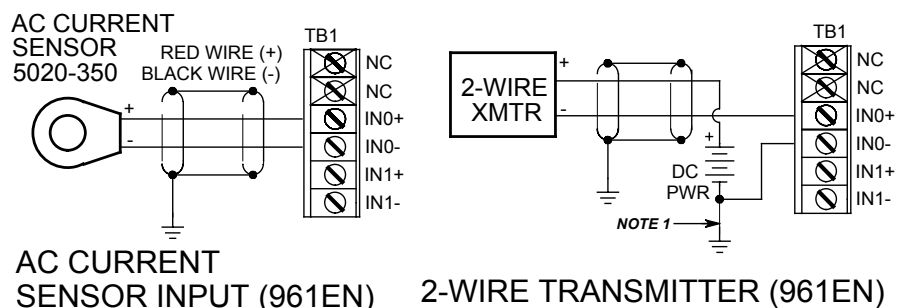 AC CURRENT
SENSOR
5020-350
RED WIRE (+)
BLACK WIRE (-)
+
-
TB1
NC
NC
IN0+
IN0-
IN1+
IN1-
AC CURRENT
SENSOR INPUT (961EN)
2-WIRE
XMTR
+
-
+
DC
PWR
NOTE 1
TB1
NC
NC
IN0+
IN0-
IN1+
IN1-
2-WIRE TRANSMITTER (961EN)